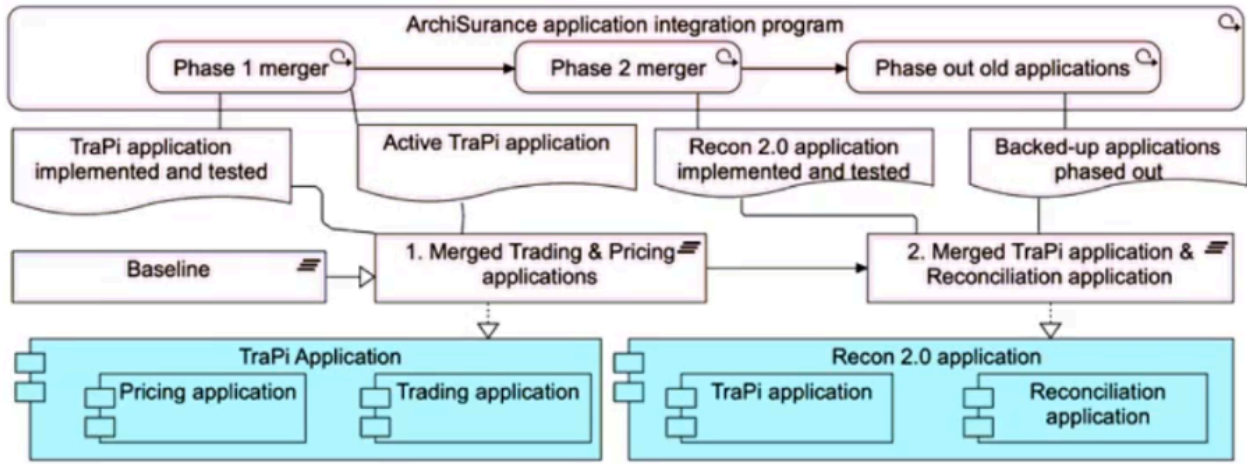 ArchiSurance application integration program
Phase 1 merger
Phase 2 merger
Phase out old applications
TraPi application
implemented and tested
Active TraPi application
Recon 2.0 application
implemented and tested
Backed-up applications
phased out
Baseline
1. Merged Trading & Pricing
applications
2. Merged TraPi application &
Reconciliation application
TraPi Application
Pricing application
Trading application
Recon 2.0 application
TraPi application
Reconciliation
application